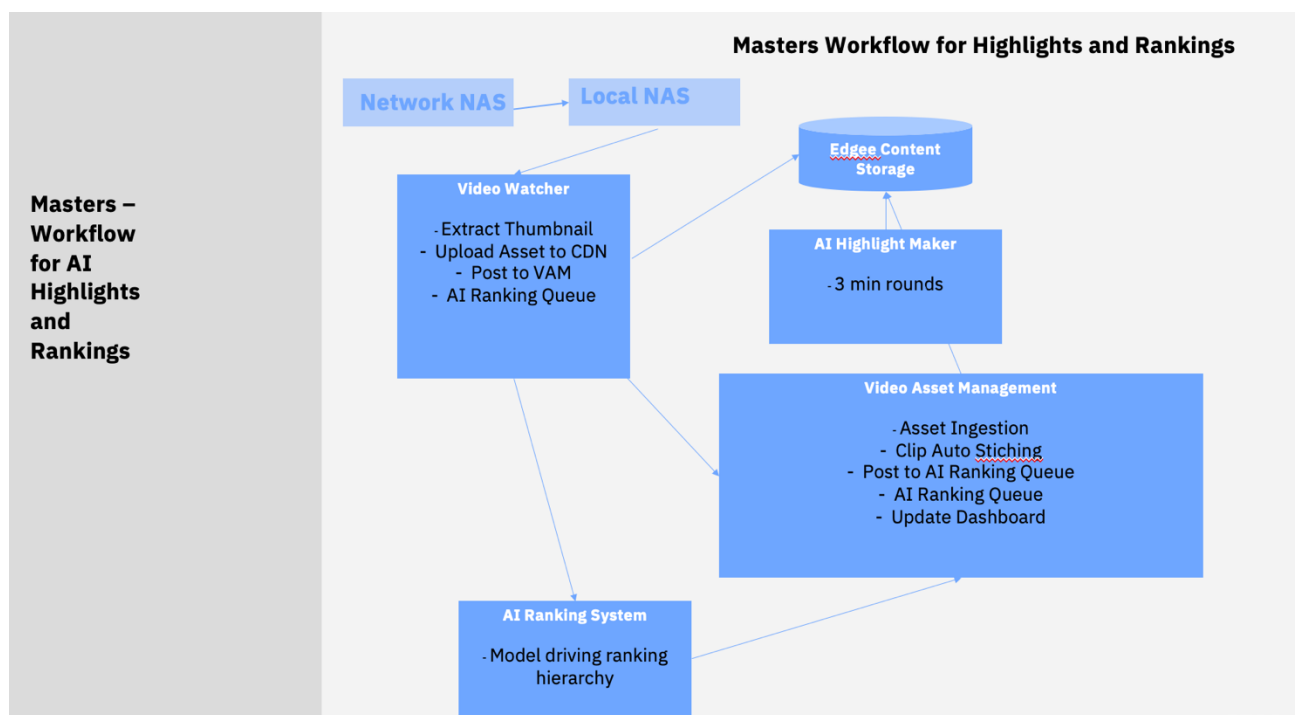 Masters Workflow for Highlights and Rankings
Masters –
Workflow
for AI
Highlights
and
Rankings
Network NAS
Local NAS
Edgee Content
Storage
Video Watcher
- Extract Thumbnail
- Upload Asset to CDN
- Post to VAM
- AI Ranking Queue
AI Highlight Maker
- 3 min rounds
Video Asset Management
- Asset Ingestion
- Clip Auto Stiching
- Post to AI Ranking Queue
- AI Ranking Queue
- Update Dashboard
AI Ranking System
- Model driving ranking
hierarchy